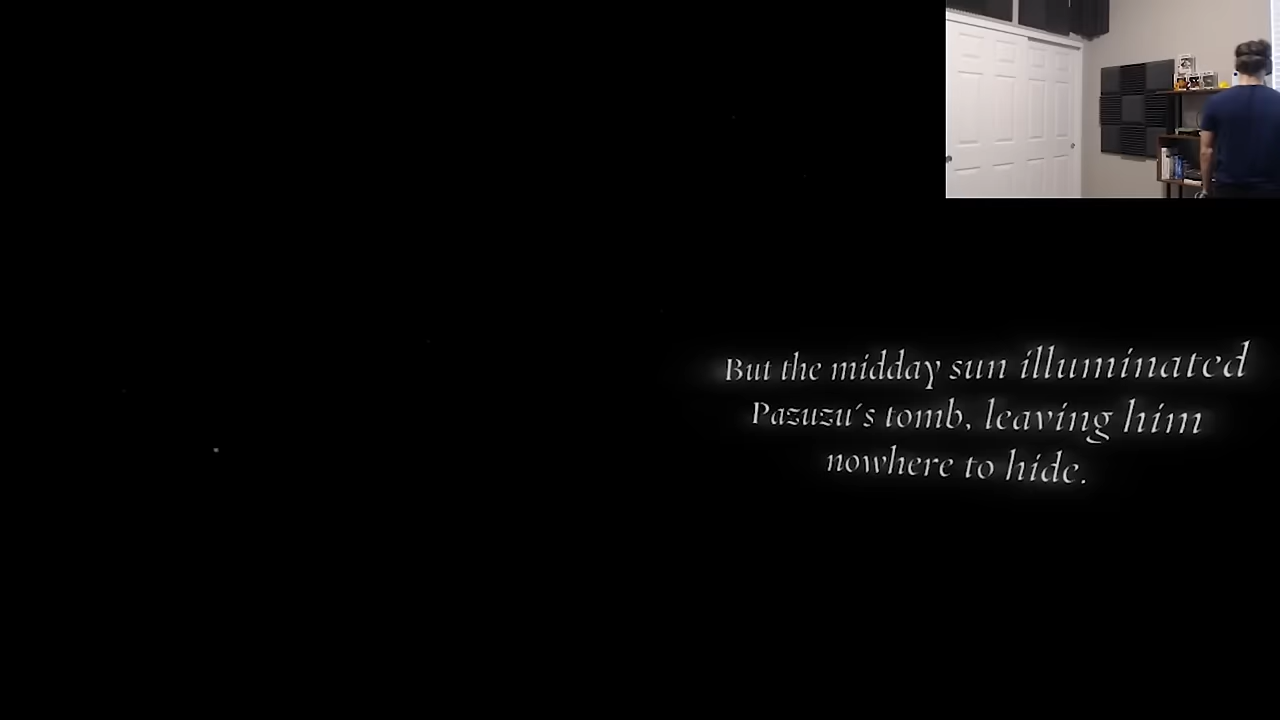 But the midday sun illuminated
Pazuzu's tomb, leaving him
nowhere to hide.